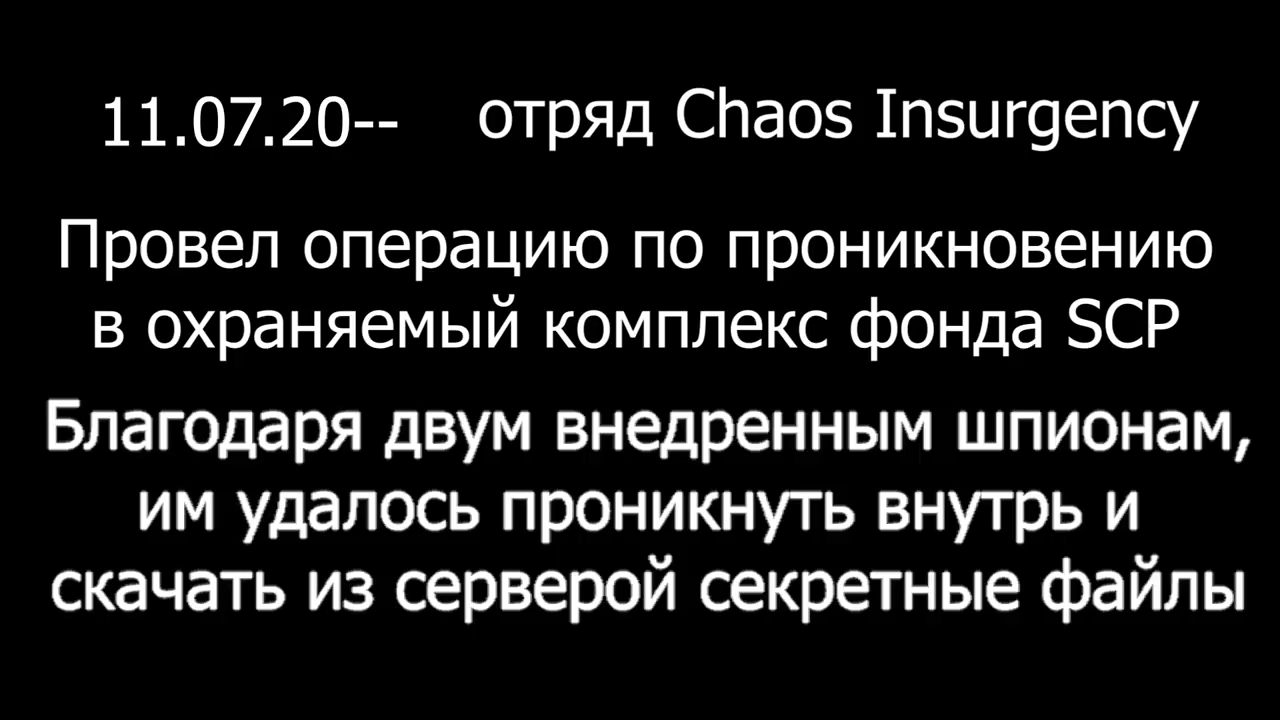 11.07.20-- отряд Chaos Insurgency
Провел операцию по проникновению
в охраняемый комплекс фонда SCP
Благодаря двум внедренным шпионам,
им удалось проникнуть внутрь и
скачать из серверой секретные файлы